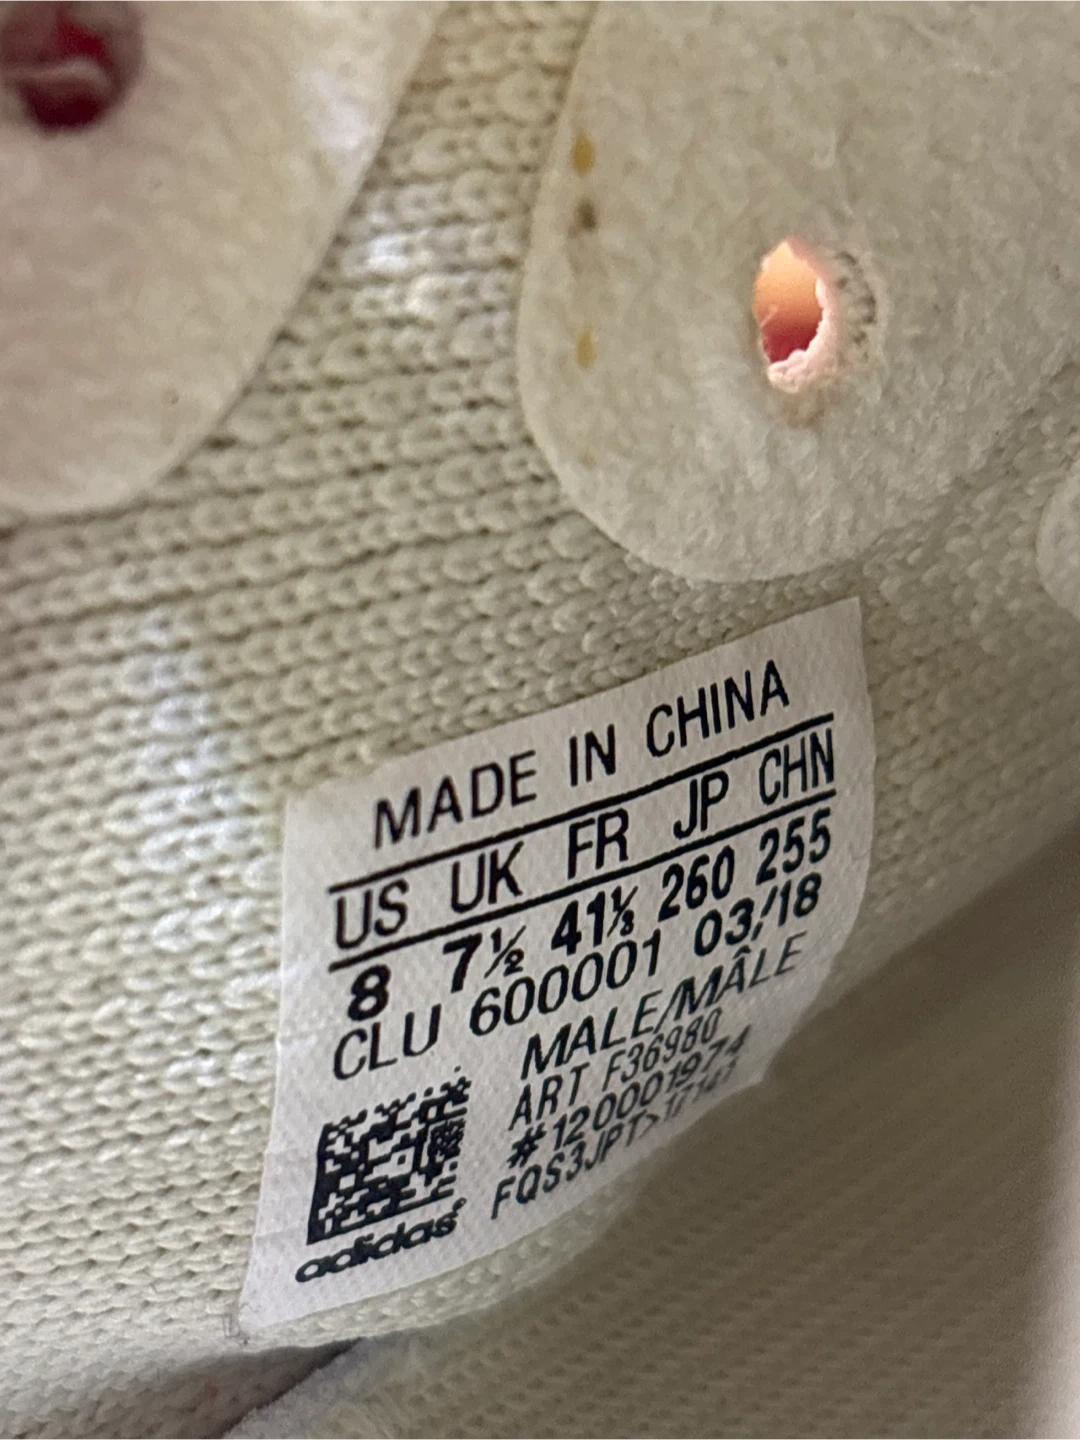 MADE IN CHINA
US UK FR JP CHN
8 7½ 41⅓ 260 255
CLU 600001 03/18
MALE/MÂLE
ART F36980
#120001974
adidas